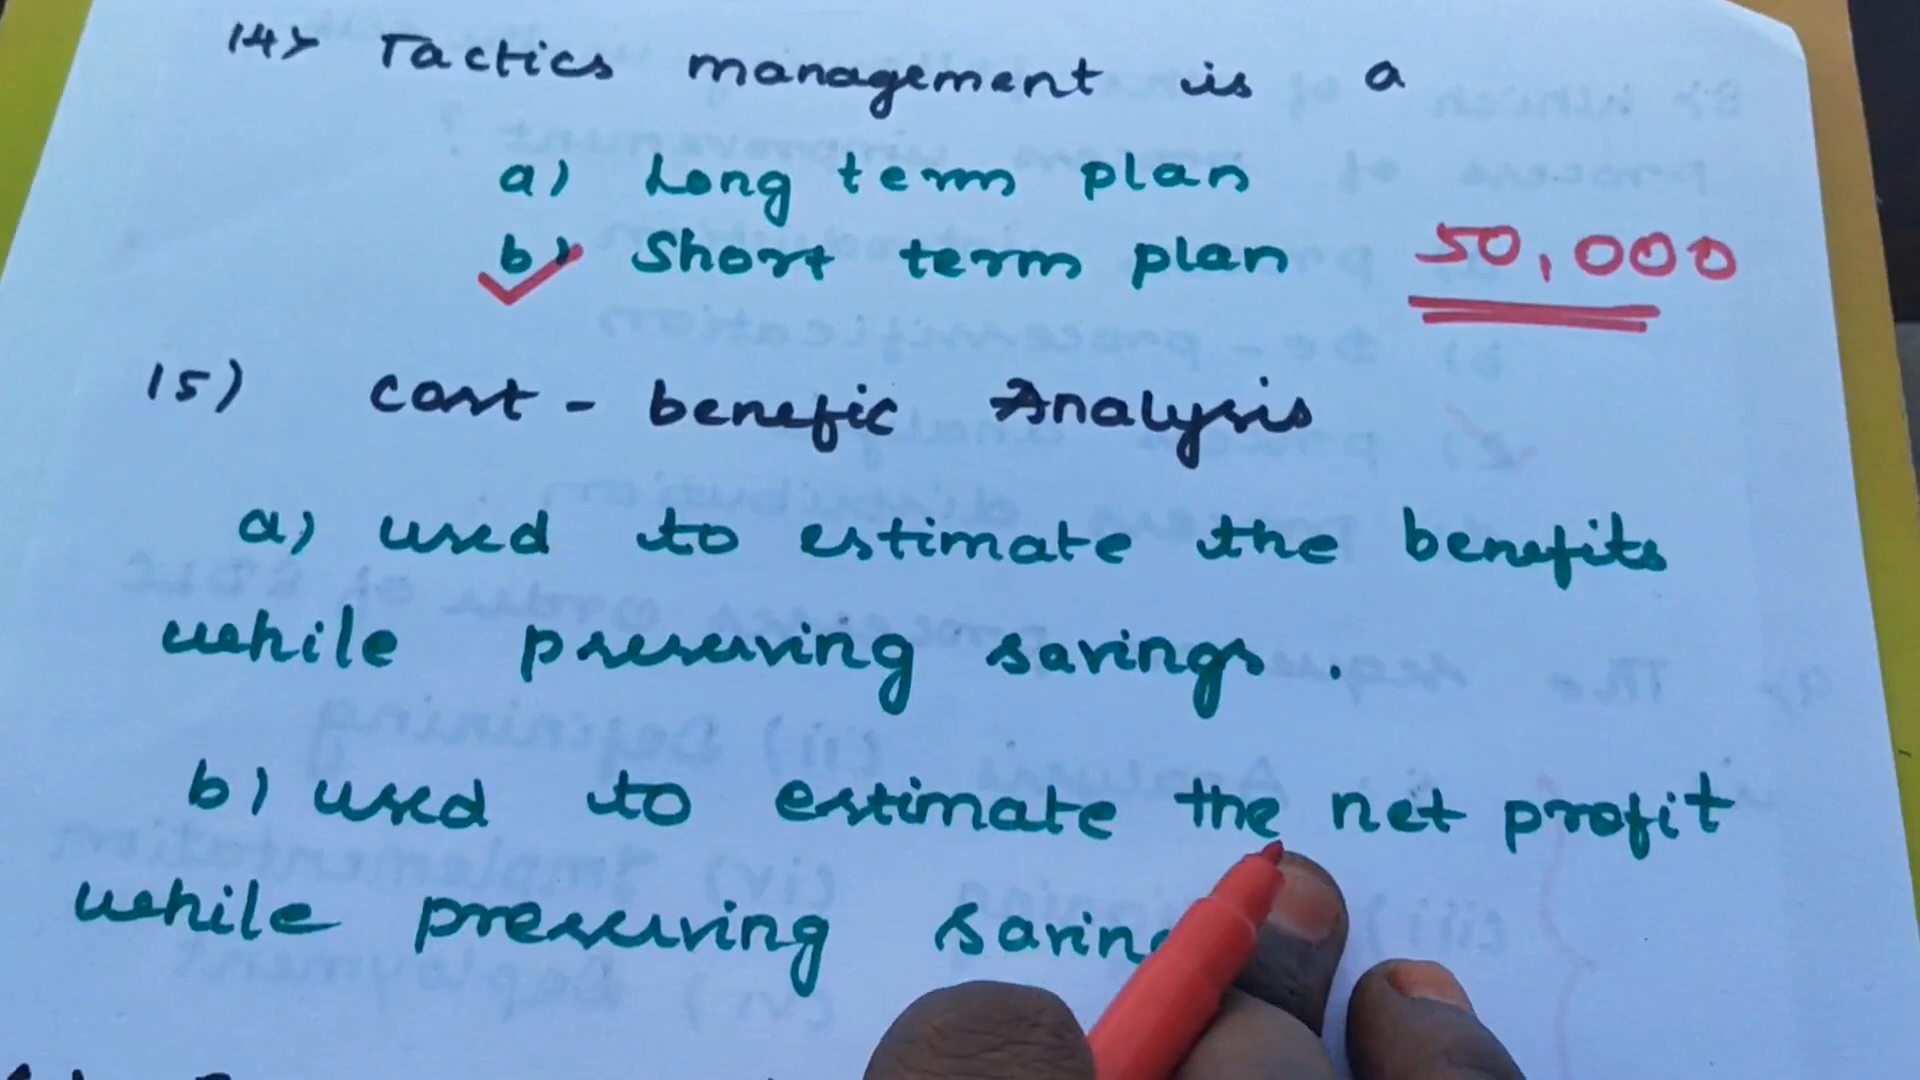 14> Tactics management is a
a) Long term plan
b) Short term plan 50,000
15) cost - benefic Analysis
a) used to estimate the benefits
while preserving savings.
b) used to estimate the net profit
while preserving